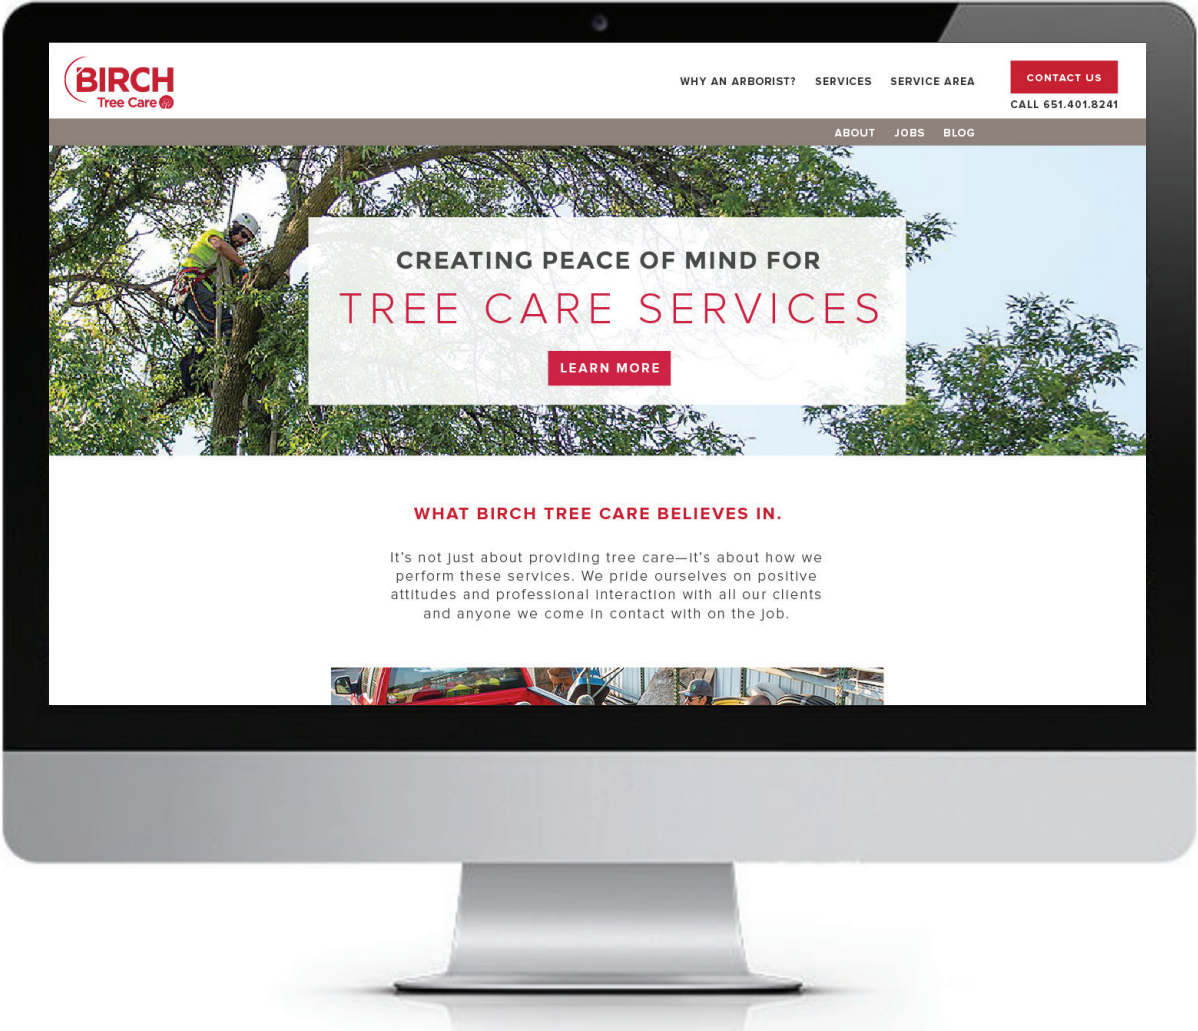 BIRCH
Tree Care
WHY AN ARBORIST? SERVICES SERVICE AREA
CONTACT US
CALL 651.401.8241
ABOUT JOBS BLOG
CREATING PEACE OF MIND FOR
TREE CARE SERVICES
LEARN MORE
WHAT BIRCH TREE CARE BELIEVES IN.
It's not just about providing tree care—it's about how we
perform these services. We pride ourselves on positive
attitudes and professional interaction with all our clients
and anyone we come in contact with on the job.